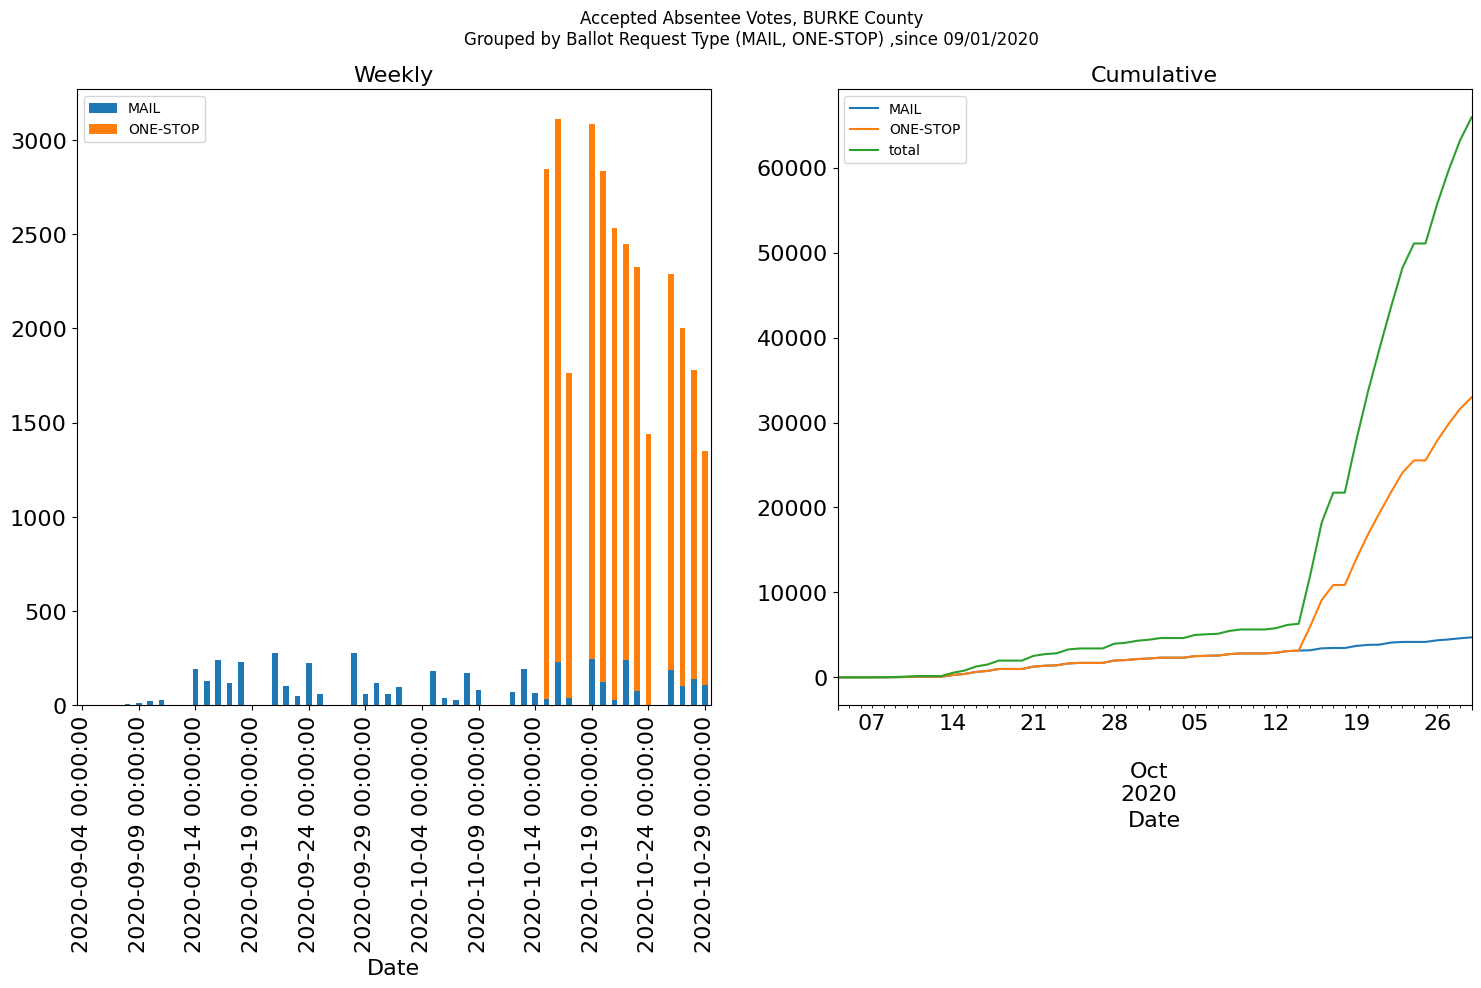 Accepted Absentee Votes, BURKE County
Grouped by Ballot Request Type (MAIL, ONE-STOP) ,since 09/01/2020
Weekly
MAIL
ONE-STOP
3000
2500
2000
1500
1000
500
0
2020-09-04 00:00:00
2020-09-09 00:00:00
2020-09-14 00:00:00
2020-09-19 00:00:00
2020-09-24 00:00:00
2020-09-29 00:00:00
2020-10-04 00:00:00
2020-10-09 00:00:00
2020-10-14 00:00:00
2020-10-19 00:00:00
2020-10-24 00:00:00
2020-10-29 00:00:00
Date
Cumulative
MAIL
ONE-STOP
total
60000
50000
40000
30000
20000
10000
0
07 14 21 28 05 12 19 26
Oct
2020
Date